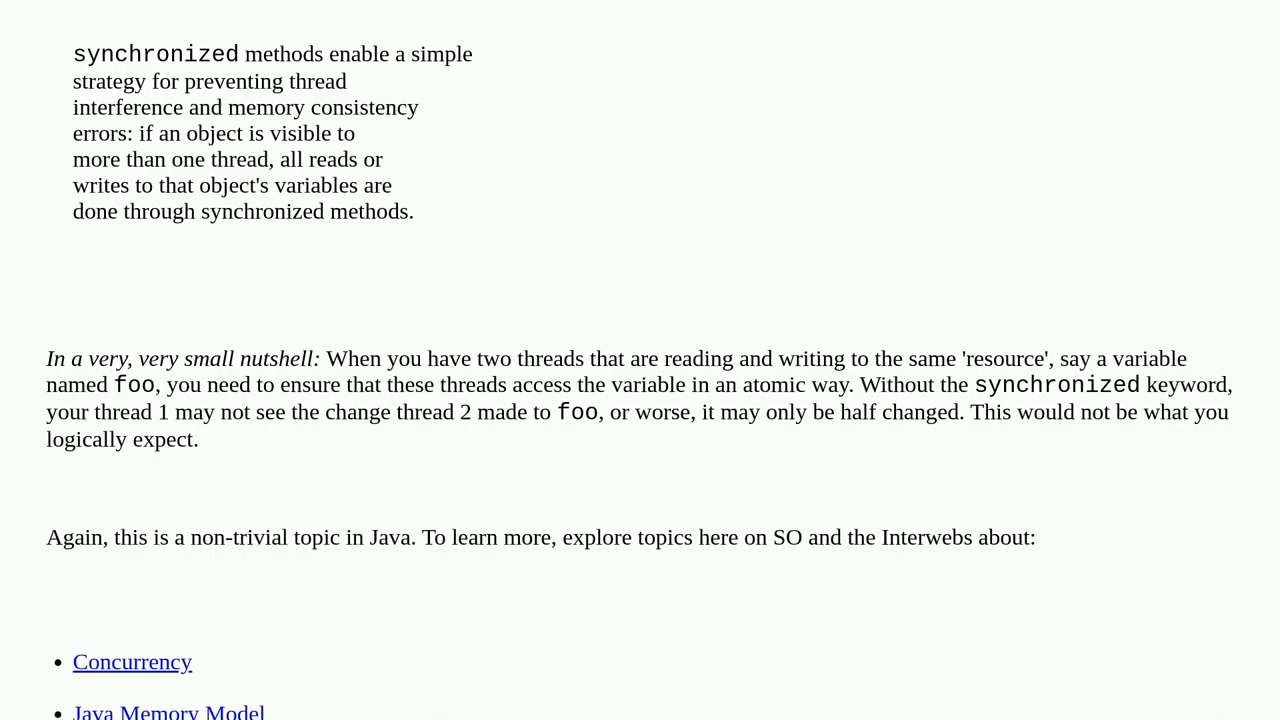 synchronized methods enable a simple
strategy for preventing thread
interference and memory consistency
errors: if an object is visible to
more than one thread, all reads or
writes to that object's variables are
done through synchronized methods.
In a very, very small nutshell: When you have two threads that are reading and writing to the same 'resource', say a variable
named foo, you need to ensure that these threads access the variable in an atomic way. Without the synchronized keyword,
your thread 1 may not see the change thread 2 made to foo, or worse, it may only be half changed. This would not be what you
logically expect.
Again, this is a non-trivial topic in Java. To learn more, explore topics here on SO and the Interwebs about:
• Concurrency
• Java Memory Model